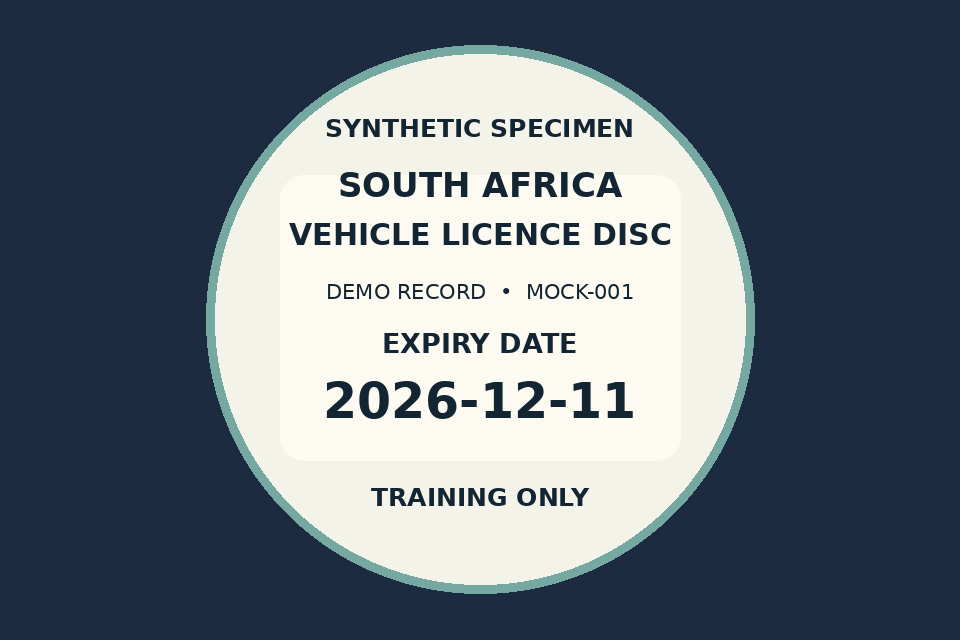 SYNTHETIC SPECIMEN
SOUTH AFRICA
VEHICLE LICENCE DISC
DEMO RECORD • MOCK-001
EXPIRY DATE
2026-12-11
TRAINING ONLY